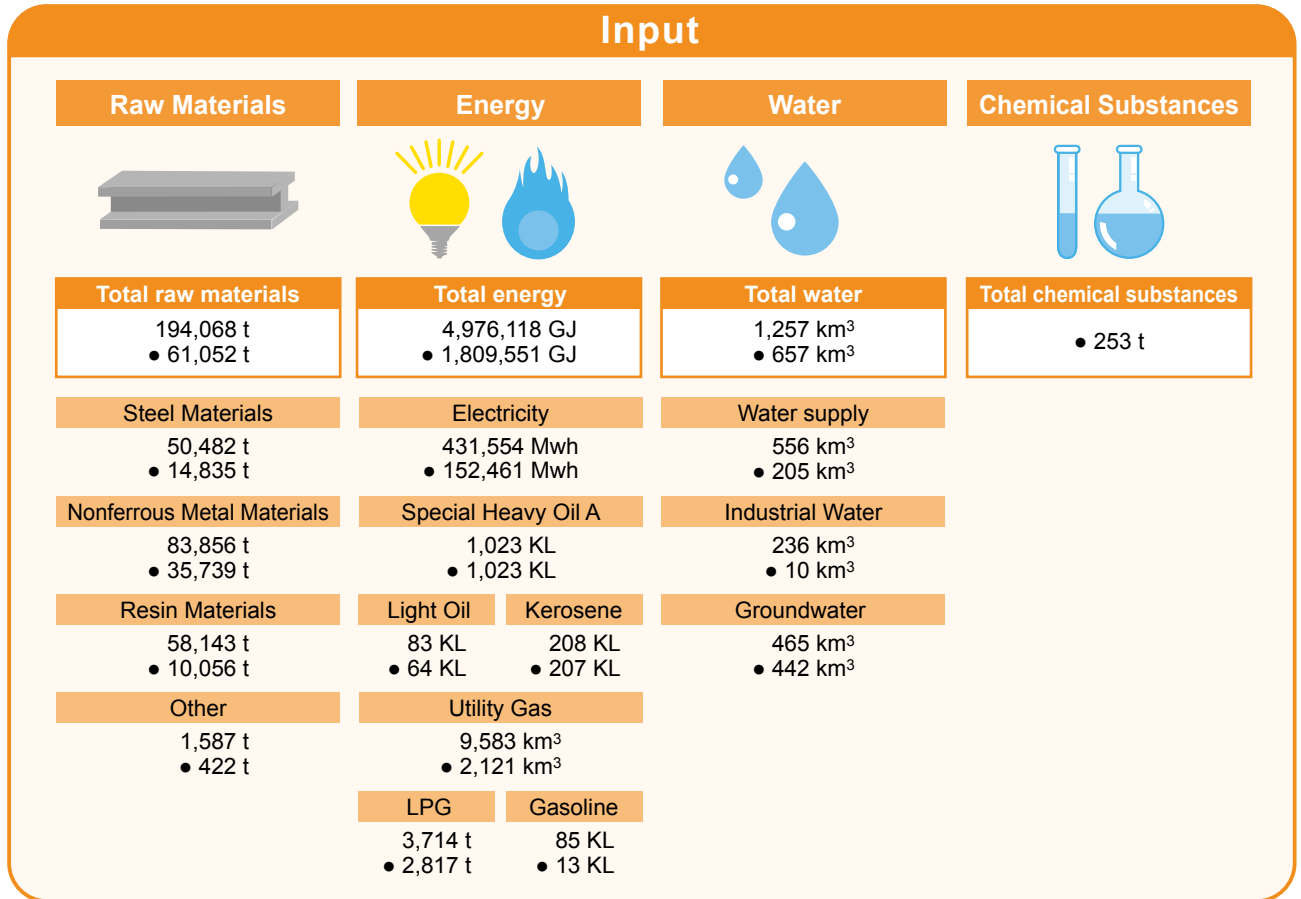 Input
Raw Materials
Total raw materials
194,068 t
● 61,052 t
Steel Materials
50,482 t
● 14,835 t
Nonferrous Metal Materials
83,856 t
● 35,739 t
Resin Materials
58,143 t
● 10,056 t
Other
1,587 t
● 422 t
Energy
Total energy
4,976,118 GJ
● 1,809,551 GJ
Electricity
431,554 Mwh
● 152,461 Mwh
Special Heavy Oil A
1,023 KL
● 1,023 KL
Light Oil
83 KL
● 64 KL
Kerosene
208 KL
● 207 KL
Utility Gas
9,583 km³
● 2,121 km³
LPG
3,714 t
● 2,817 t
Gasoline
85 KL
● 13 KL
Water
Total water
1,257 km³
● 657 km³
Water supply
556 km³
● 205 km³
Industrial Water
236 km³
● 10 km³
Groundwater
465 km³
● 442 km³
Chemical Substances
Total chemical substances
● 253 t